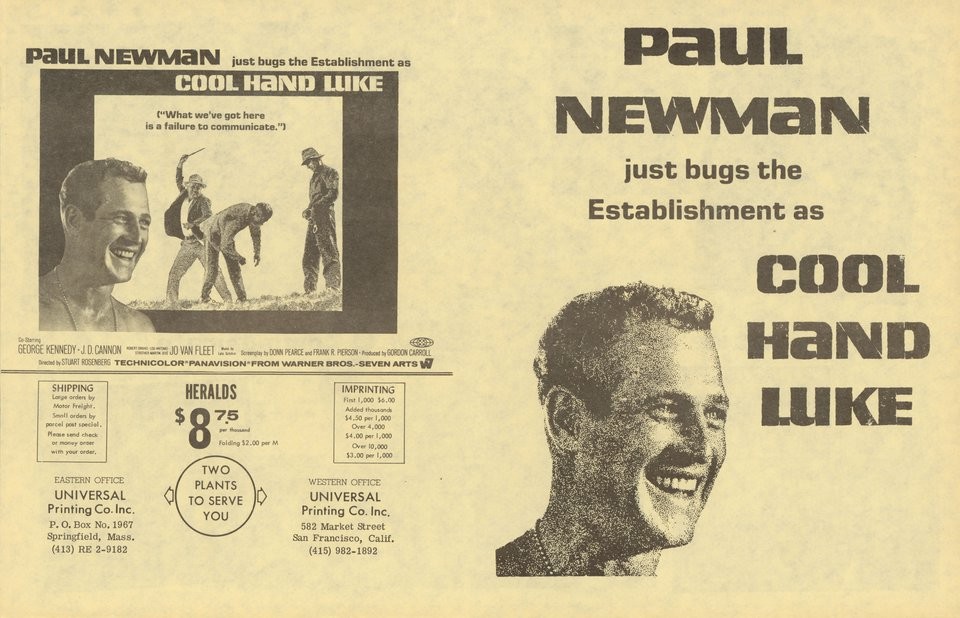 PAUL NEWMAN just bugs the Establishment as
COOL HAND LUKE
("What we've got here
is a failure to communicate.")
Co-Starring
GEORGE KENNEDY • J.D. CANNON
JO VAN FLEET
Screenplay by DONN PEARCE and FRANK R. PIERSON • Produced by GORDON CARROLL
Directed by STUART ROSENBERG TECHNICOLOR® PANAVISION® FROM WARNER BROS.-SEVEN ARTS W7
SHIPPING
Large orders by
Motor Freight.
Small orders by
parcel post special.
Please send check
or money order
with your order.
HERALDS
$8.75
per thousand
Folding $2.00 per M
IMPRINTING
First 1,000 $6.00
Added thousands
$4.50 per 1,000
Over 4,000
$4.00 per 1,000
Over 10,000
$3.00 per 1,000
EASTERN OFFICE
UNIVERSAL
Printing Co. Inc.
P. O. Box No. 1967
Springfield, Mass.
(413) RE 2-9182
TWO
PLANTS
TO SERVE
YOU
WESTERN OFFICE
UNIVERSAL
Printing Co. Inc.
582 Market Street
San Francisco, Calif.
(415) 982-1892
PAUL
NEWMAN
just bugs the
Establishment as
COOL
HAND
LUKE